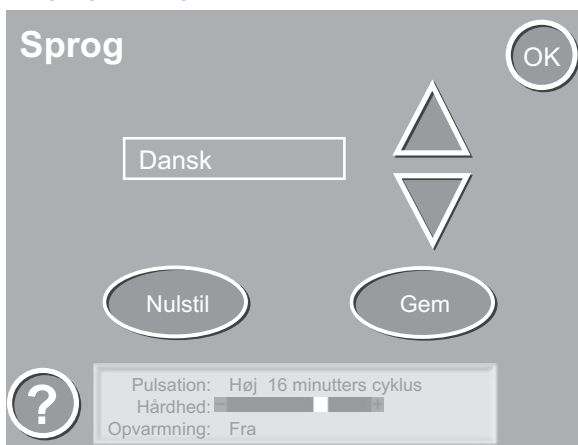 Sprog
OK
Dansk
Nulstil
Gem
?
Pulsation: Høj 16 minutters cyklus
Hårdhed: - +
Opvarmning: Fra